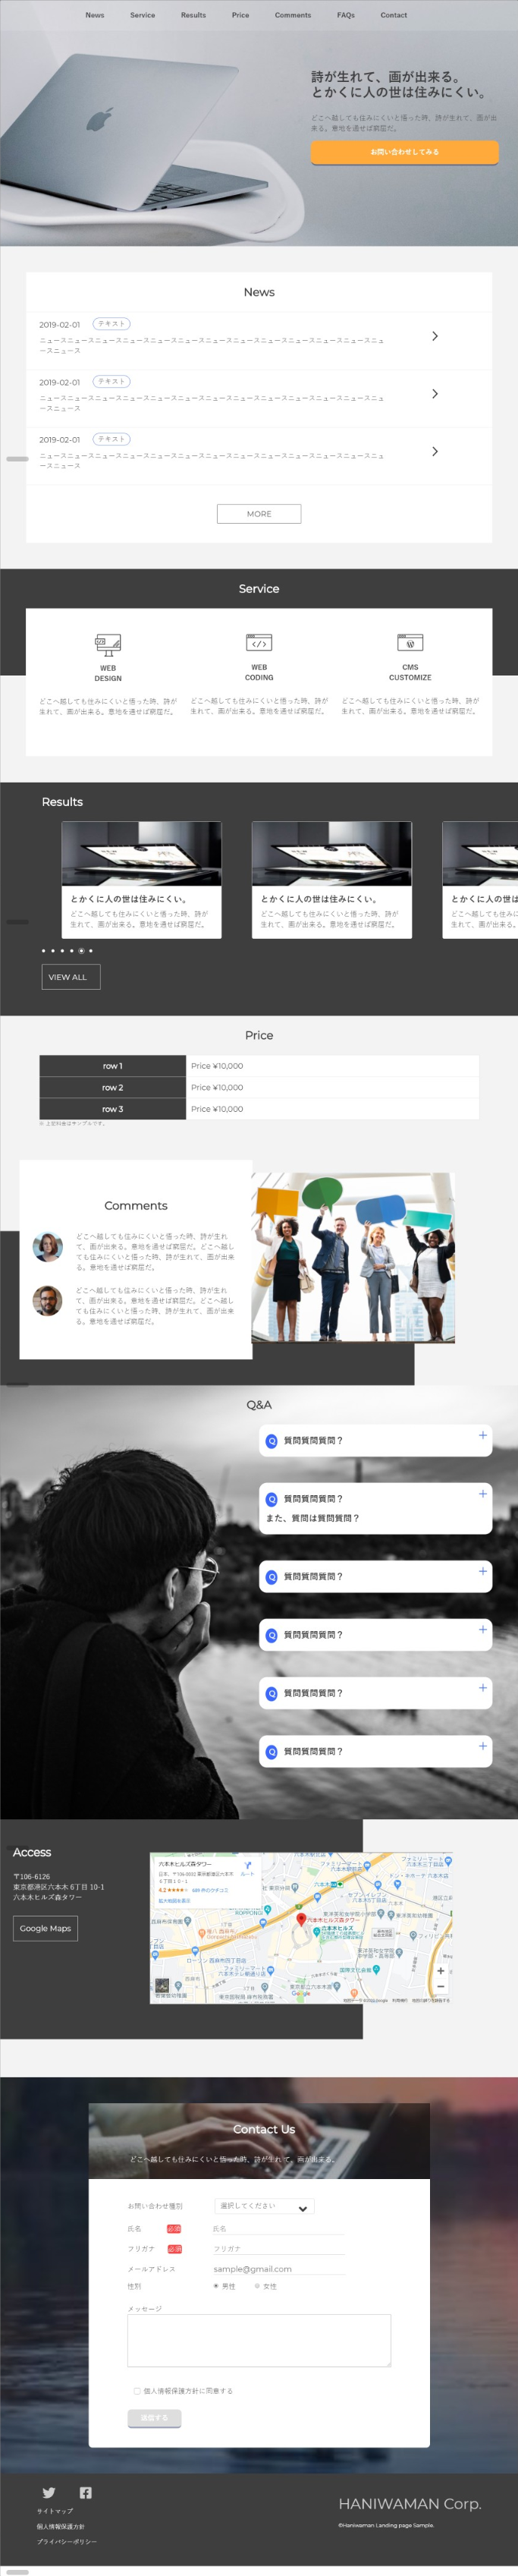 News Service Results Price Comments FAQs Contact
詩が生れて、画が出来る。
とかくに人の世は住みにくい。
どこへ越しても住みにくいと悟った時、詩が生れて、画が出
来る。意地を通せば窮屈だ。
お問い合わせしてみる
News
2019-02-01 テキスト
ニュースニュースニュースニュースニュースニュースニュースニュースニュースニュースニュースニュースニュ
ースニュース
2019-02-01 テキスト
ニュースニュースニュースニュースニュースニュースニュースニュースニュースニュースニュースニュースニュ
ースニュース
2019-02-01 テキスト
ニュースニュースニュースニュースニュースニュースニュースニュースニュースニュースニュースニュースニュ
ースニュース
MORE
Service
WEB
DESIGN
どこへ越しても住みにくいと悟った時、詩が
生れて、画が出来る。意地を通せば窮屈だ。
WEB
CODING
どこへ越しても住みにくいと悟った時、詩が
生れて、画が出来る。意地を通せば窮屈だ。
CMS
CUSTOMIZE
どこへ越しても住みにくいと悟った時、詩が
生れて、画が出来る。意地を通せば窮屈だ。
Results
とかくに人の世は住みにくい。
どこへ越しても住みにくいと悟った時、詩が
生れて、画が出来る。意地を通せば窮屈だ。
とかくに人の世は住みにくい。
どこへ越しても住みにくいと悟った時、詩が
生れて、画が出来る。意地を通せば窮屈だ。
とかくに人の世は
どこへ越しても住みに
生れて、画が出来る。
VIEW ALL
Price
row 1 Price ¥10,000
row 2 Price ¥10,000
row 3 Price ¥10,000
※ 上記料金はサンプルです。
Comments
どこへ越しても住みにくいと悟った時、詩が生れ
て、画が出来る。意地を通せば窮屈だ。どこへ越し
ても住みにくいと悟った時、詩が生れて、画が出来
る。意地を通せば窮屈だ。
どこへ越しても住みにくいと悟った時、詩が生れ
て、画が出来る。意地を通せば窮屈だ。どこへ越し
ても住みにくいと悟った時、詩が生れて、画が出来
る。意地を通せば窮屈だ。
Q&A
Q 質問質問質問？
Q 質問質問質問？
また、質問は質問質問？
Q 質問質問質問？
Q 質問質問質問？
Q 質問質問質問？
Q 質問質問質問？
Access
〒106-6126
東京都港区六本木 6丁目 10-1
六本木ヒルズ森タワー
Google Maps
六本木ヒルズ森タワー
ルート
4.2
拡大地図を表示
六本木ヒルズ森タワー
六本木ヒルズ
Google
Contact Us
どこへ越しても住みにくいと悟った時、詩が生れて、画が出来る。
お問い合わせ種別 選択してください
氏名 必須 氏名
フリガナ 必須 フリガナ
メールアドレス sample@gmail.com
性別 男性 女性
メッセージ
個人情報保護方針に同意する
送信する
サイトマップ
個人情報保護方針
プライバシーポリシー
HANIWAMAN Corp.
©Haniwaman Landing page Sample.